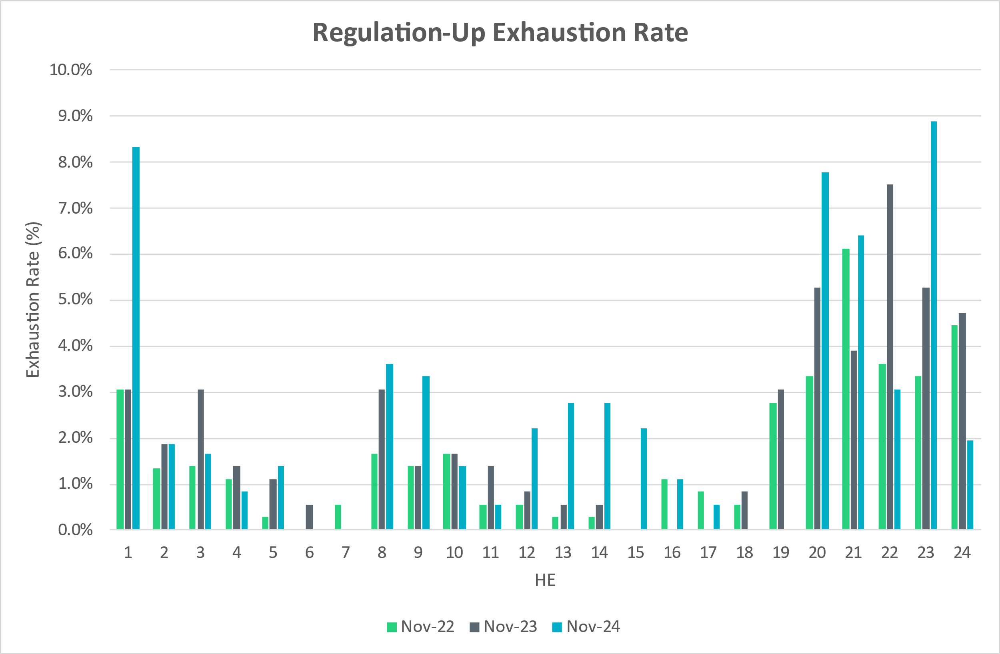 Regulation-Up Exhaustion Rate
10.0%
9.0%
8.0%
7.0%
6.0%
5.0%
4.0%
3.0%
2.0%
1.0%
0.0%
Exhaustion Rate (%)
1 2 3 4 5 6 7 8 9 10 11 12 13 14 15 16 17 18 19 20 21 22 23 24
HE
Nov-22 Nov-23 Nov-24